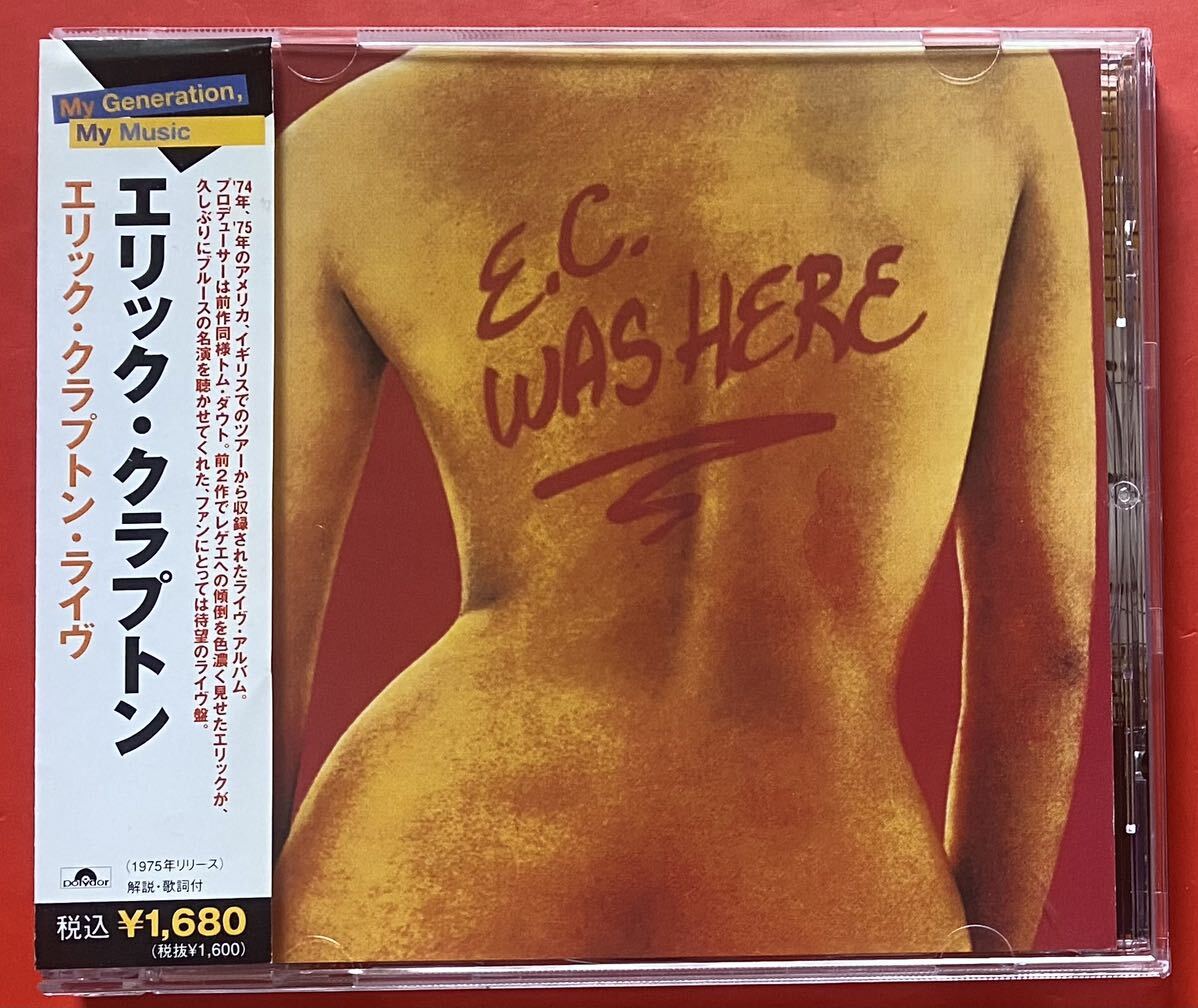 My Generation,
My Music
エリック・クラプトン
エリック・クラプトン・ライヴ
'74年、'75年のアメリカ、イギリスでのツアーから収録されたライヴ・アルバム。
プロデューサーは前作同様トム・ダウト。前2作でレゲエへの傾倒を色濃く見せたエリックが、
久しぶりにブルースの名演を聴かせてくれた、ファンにとっては待望のライヴ盤。
polydor
(1975年リリース)
解説・歌詞付
税込 ¥1,680
(税抜¥1,600)
E.C.
WAS HERE